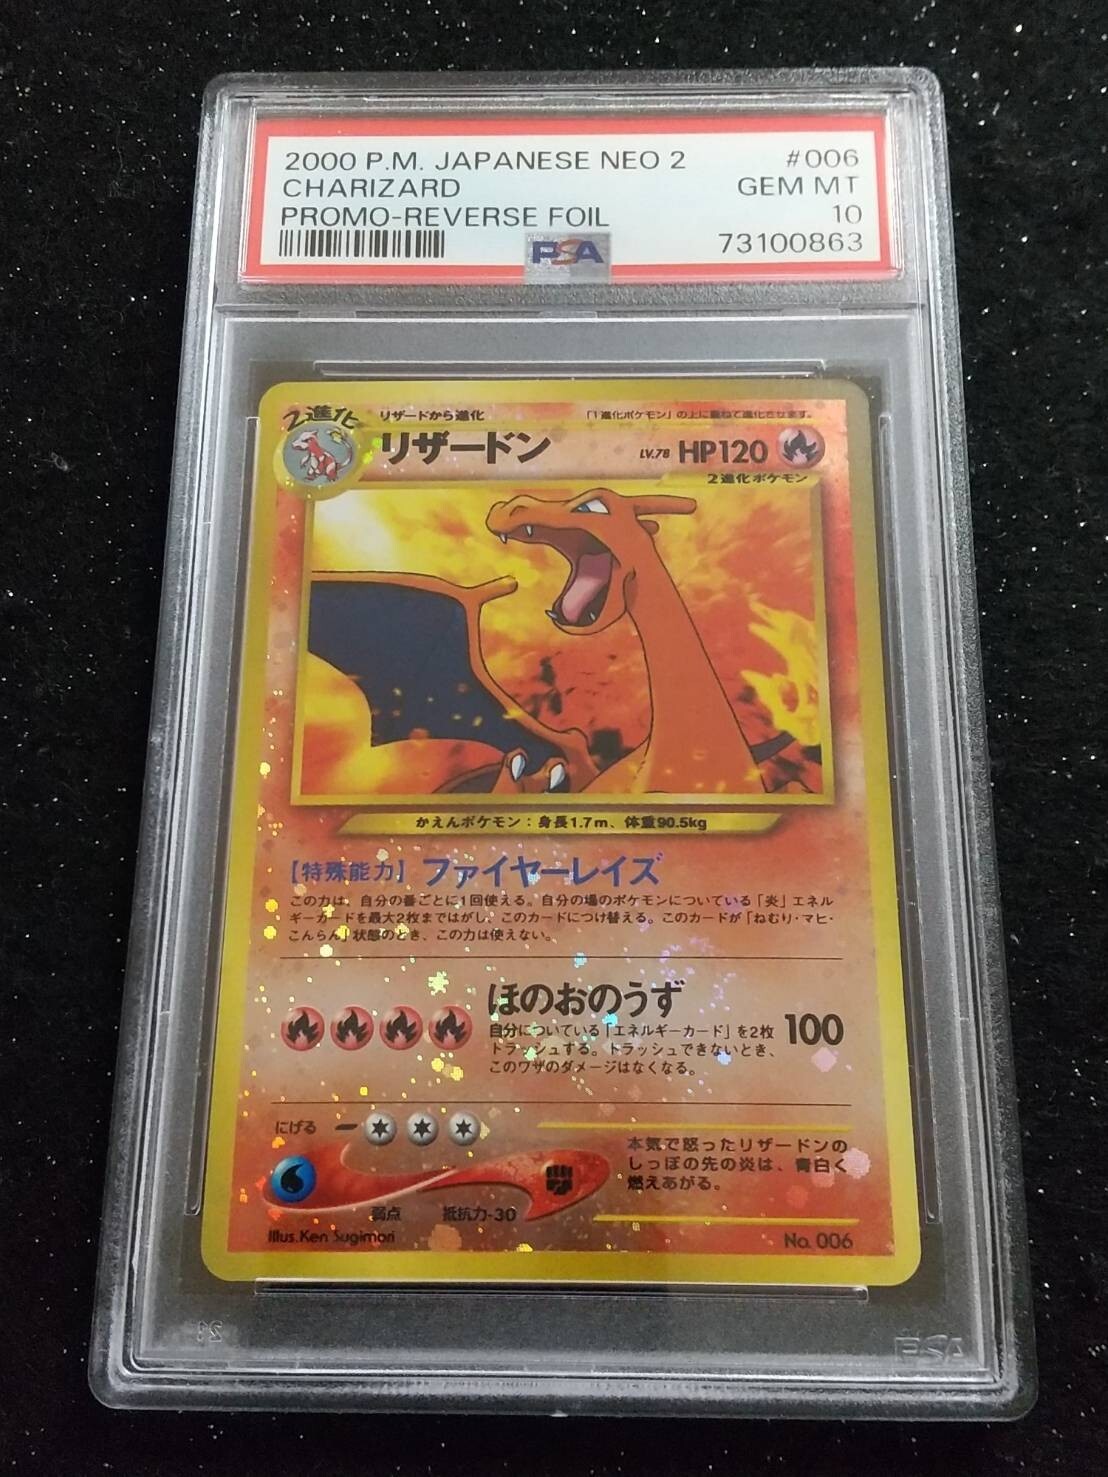 2000 P.M. JAPANESE NEO 2 #006
CHARIZARD GEM MT
PROMO-REVERSE FOIL 10
PSA 73100863
2進化 リザードから進化 「1進化ポケモン」の上に重ねて進化させます。
リザードン LV.78 HP120
2進化ポケモン
かえんポケモン：身長1.7m、体重90.5kg
【特殊能力】ファイヤーレイズ
この力は、自分の番ごとに1回使える。自分の場のポケモンについている「炎」エネル
ギーカードを最大2枚まではがし、このカードにつけ替える。このカードが「ねむり・マヒ・
こんらん」状態のとき、この力は使えない。
ほのおのうず 100
自分についている「エネルギーカード」を2枚
トラッシュする。トラッシュできないとき、
このワザのダメージはなくなる。
にげる
弱点 抵抗力-30
本気で怒ったリザードンの
しっぽの先の炎は、青白く
燃えあがる。
Illus. Ken Sugimori No. 006
PSA